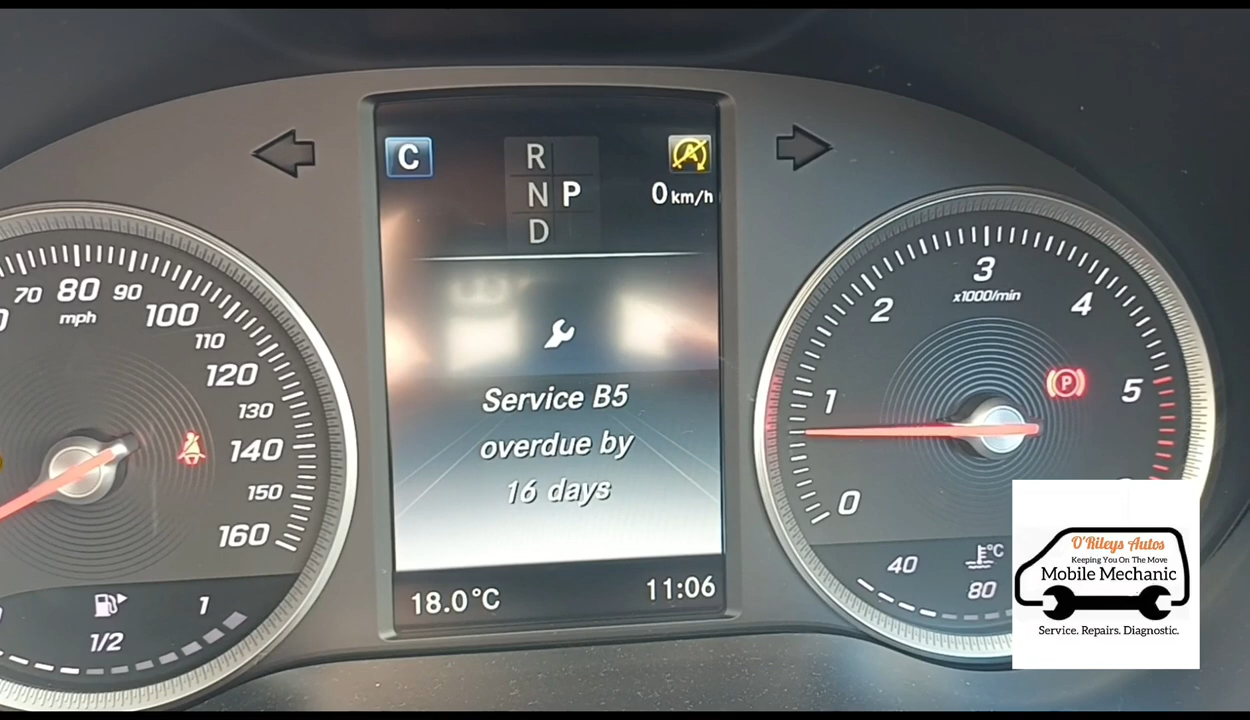 C
R
N P
D
A
0 km/h
Service B5
overdue by
16 days
18.0°C
11:06
70
80
90
mph
100
110
120
130
140
150
160
1/2
1
0
1
2
3
x1000/min
4
5
P
40
°C
80
O'Rileys Autos
Keeping You On The Move
Mobile Mechanic
Service. Repairs. Diagnostic.